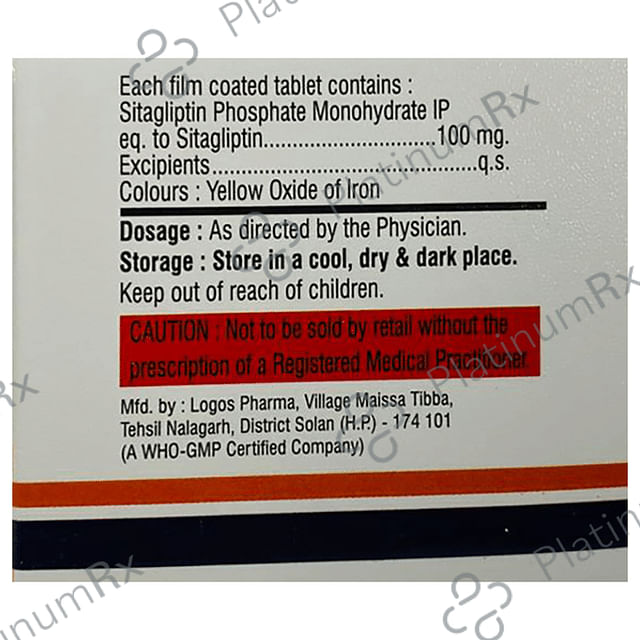 Each film coated tablet contains :
Sitagliptin Phosphate Monohydrate IP
eq. to Sitagliptin............................100 mg.
Excipients...........................................q.s.
Colours : Yellow Oxide of Iron
Dosage : As directed by the Physician.
Storage : Store in a cool, dry & dark place.
Keep out of reach of children.
CAUTION : Not to be sold by retail without the
prescription of a Registered Medical Practitioner
Mfd. by : Logos Pharma, Village Maissa Tibba,
Tehsil Nalagarh, District Solan (H.P.) - 174 101
(A WHO-GMP Certified Company)
PlatinumRx
PlatinumRx
PlatinumRx